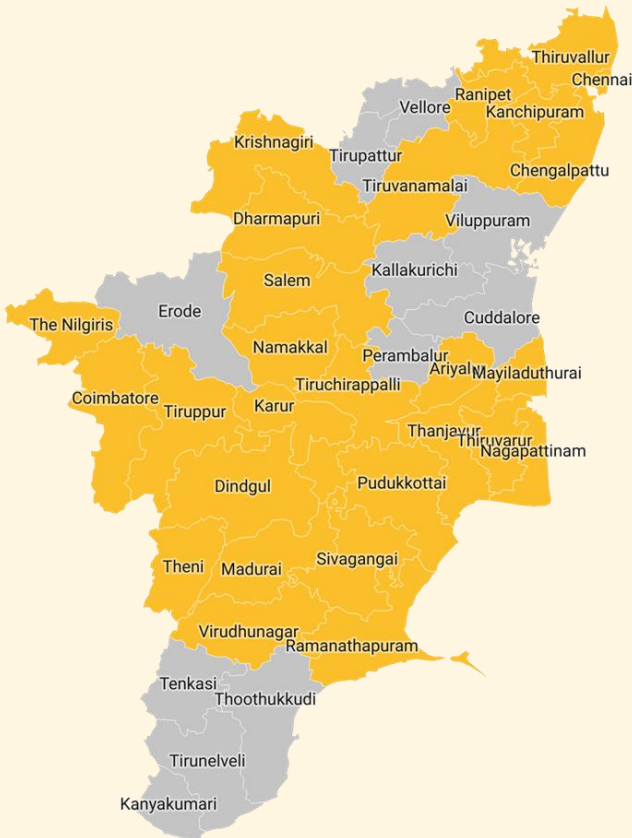 Thiruvallur
Chennai
Ranipet
Vellore
Kanchipuram
Krishnagiri
Tirupattur
Chengalpattu
Tiruvanamalai
Dharmapuri
Viluppuram
Kallakurichi
Salem
Erode
Cuddalore
The Nilgiris
Namakkal
Perambalur
Ariyalu
Mayiladuthurai
Tiruchirappalli
Coimbatore
Karur
Tiruppur
Thanjavur
Thiruvarur
Nagapattinam
Pudukkottai
Dindgul
Sivagangai
Theni
Madurai
Virudhunagar
Ramanathapuram
Tenkasi
Thoothukkudi
Tirunelveli
Kanyakumari